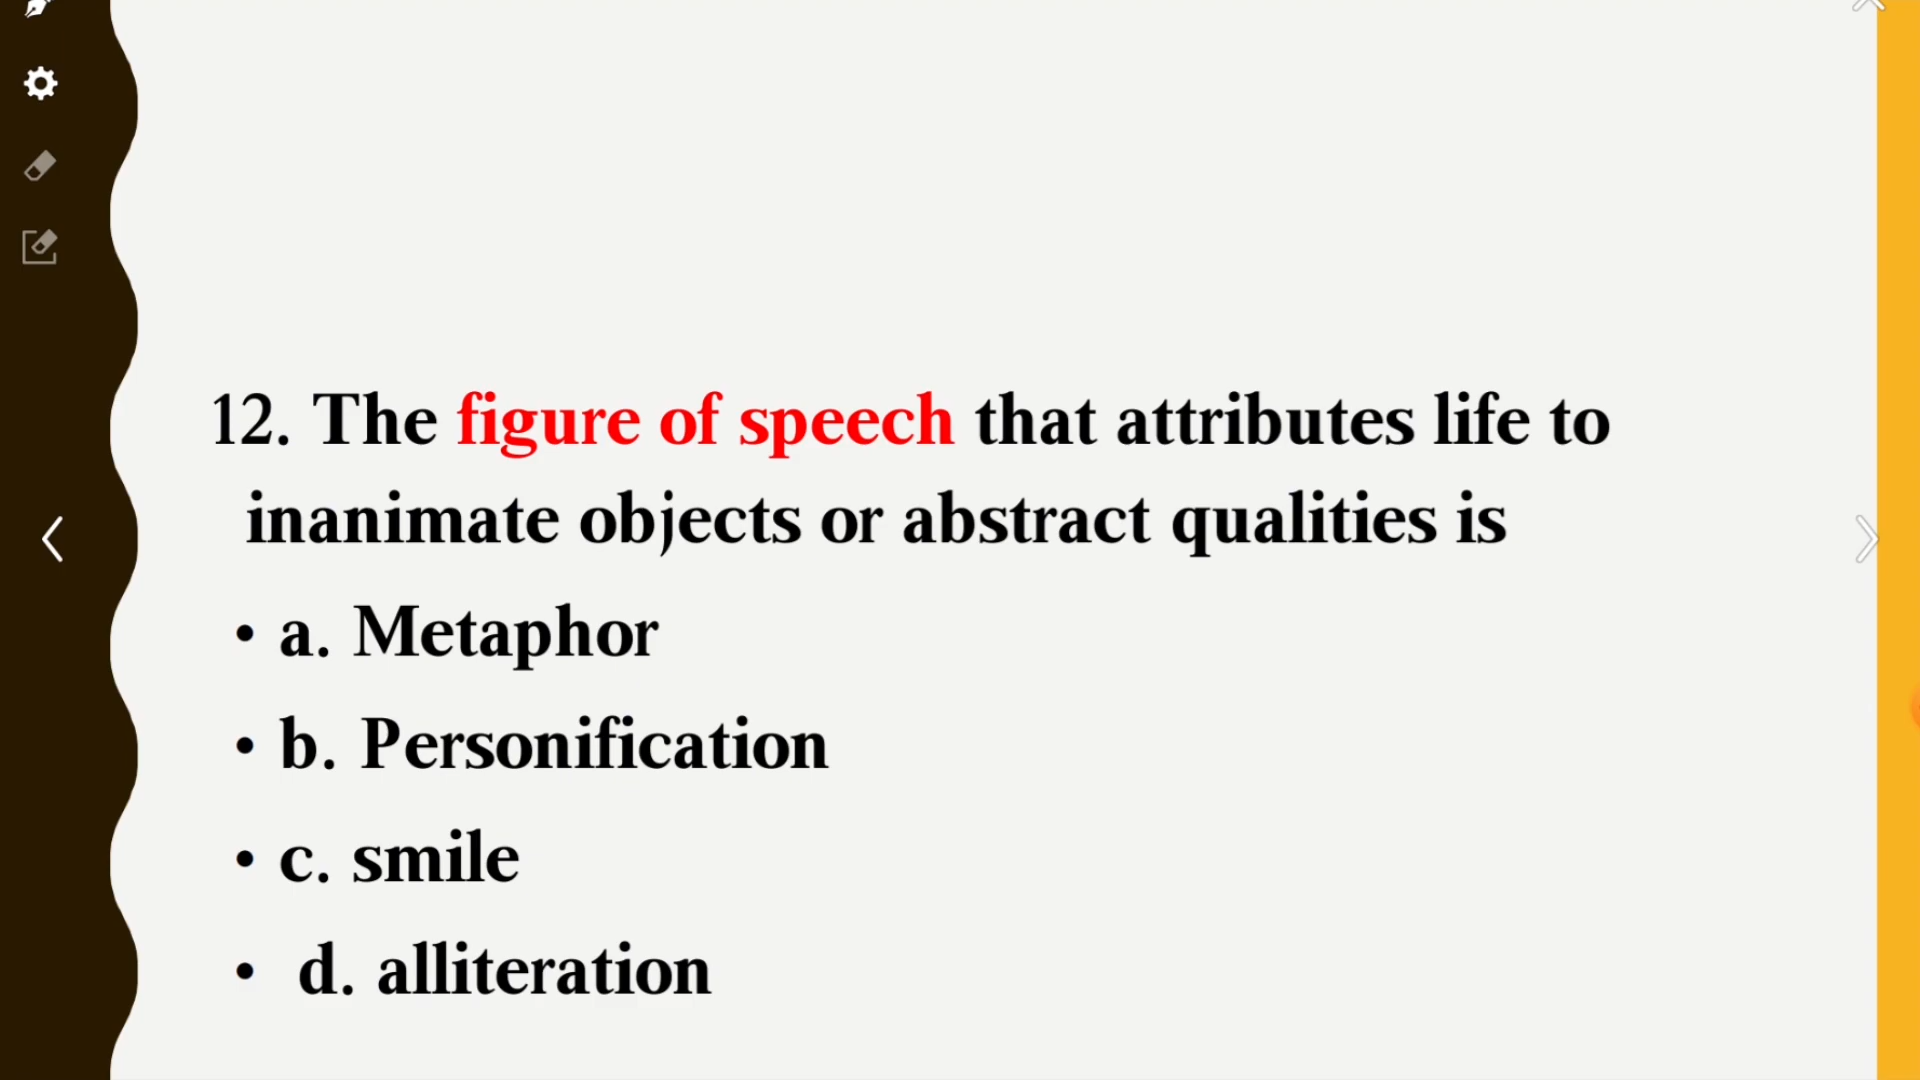 12. The figure of speech that attributes life to
inanimate objects or abstract qualities is
• a. Metaphor
• b. Personification
• c. smile
• d. alliteration